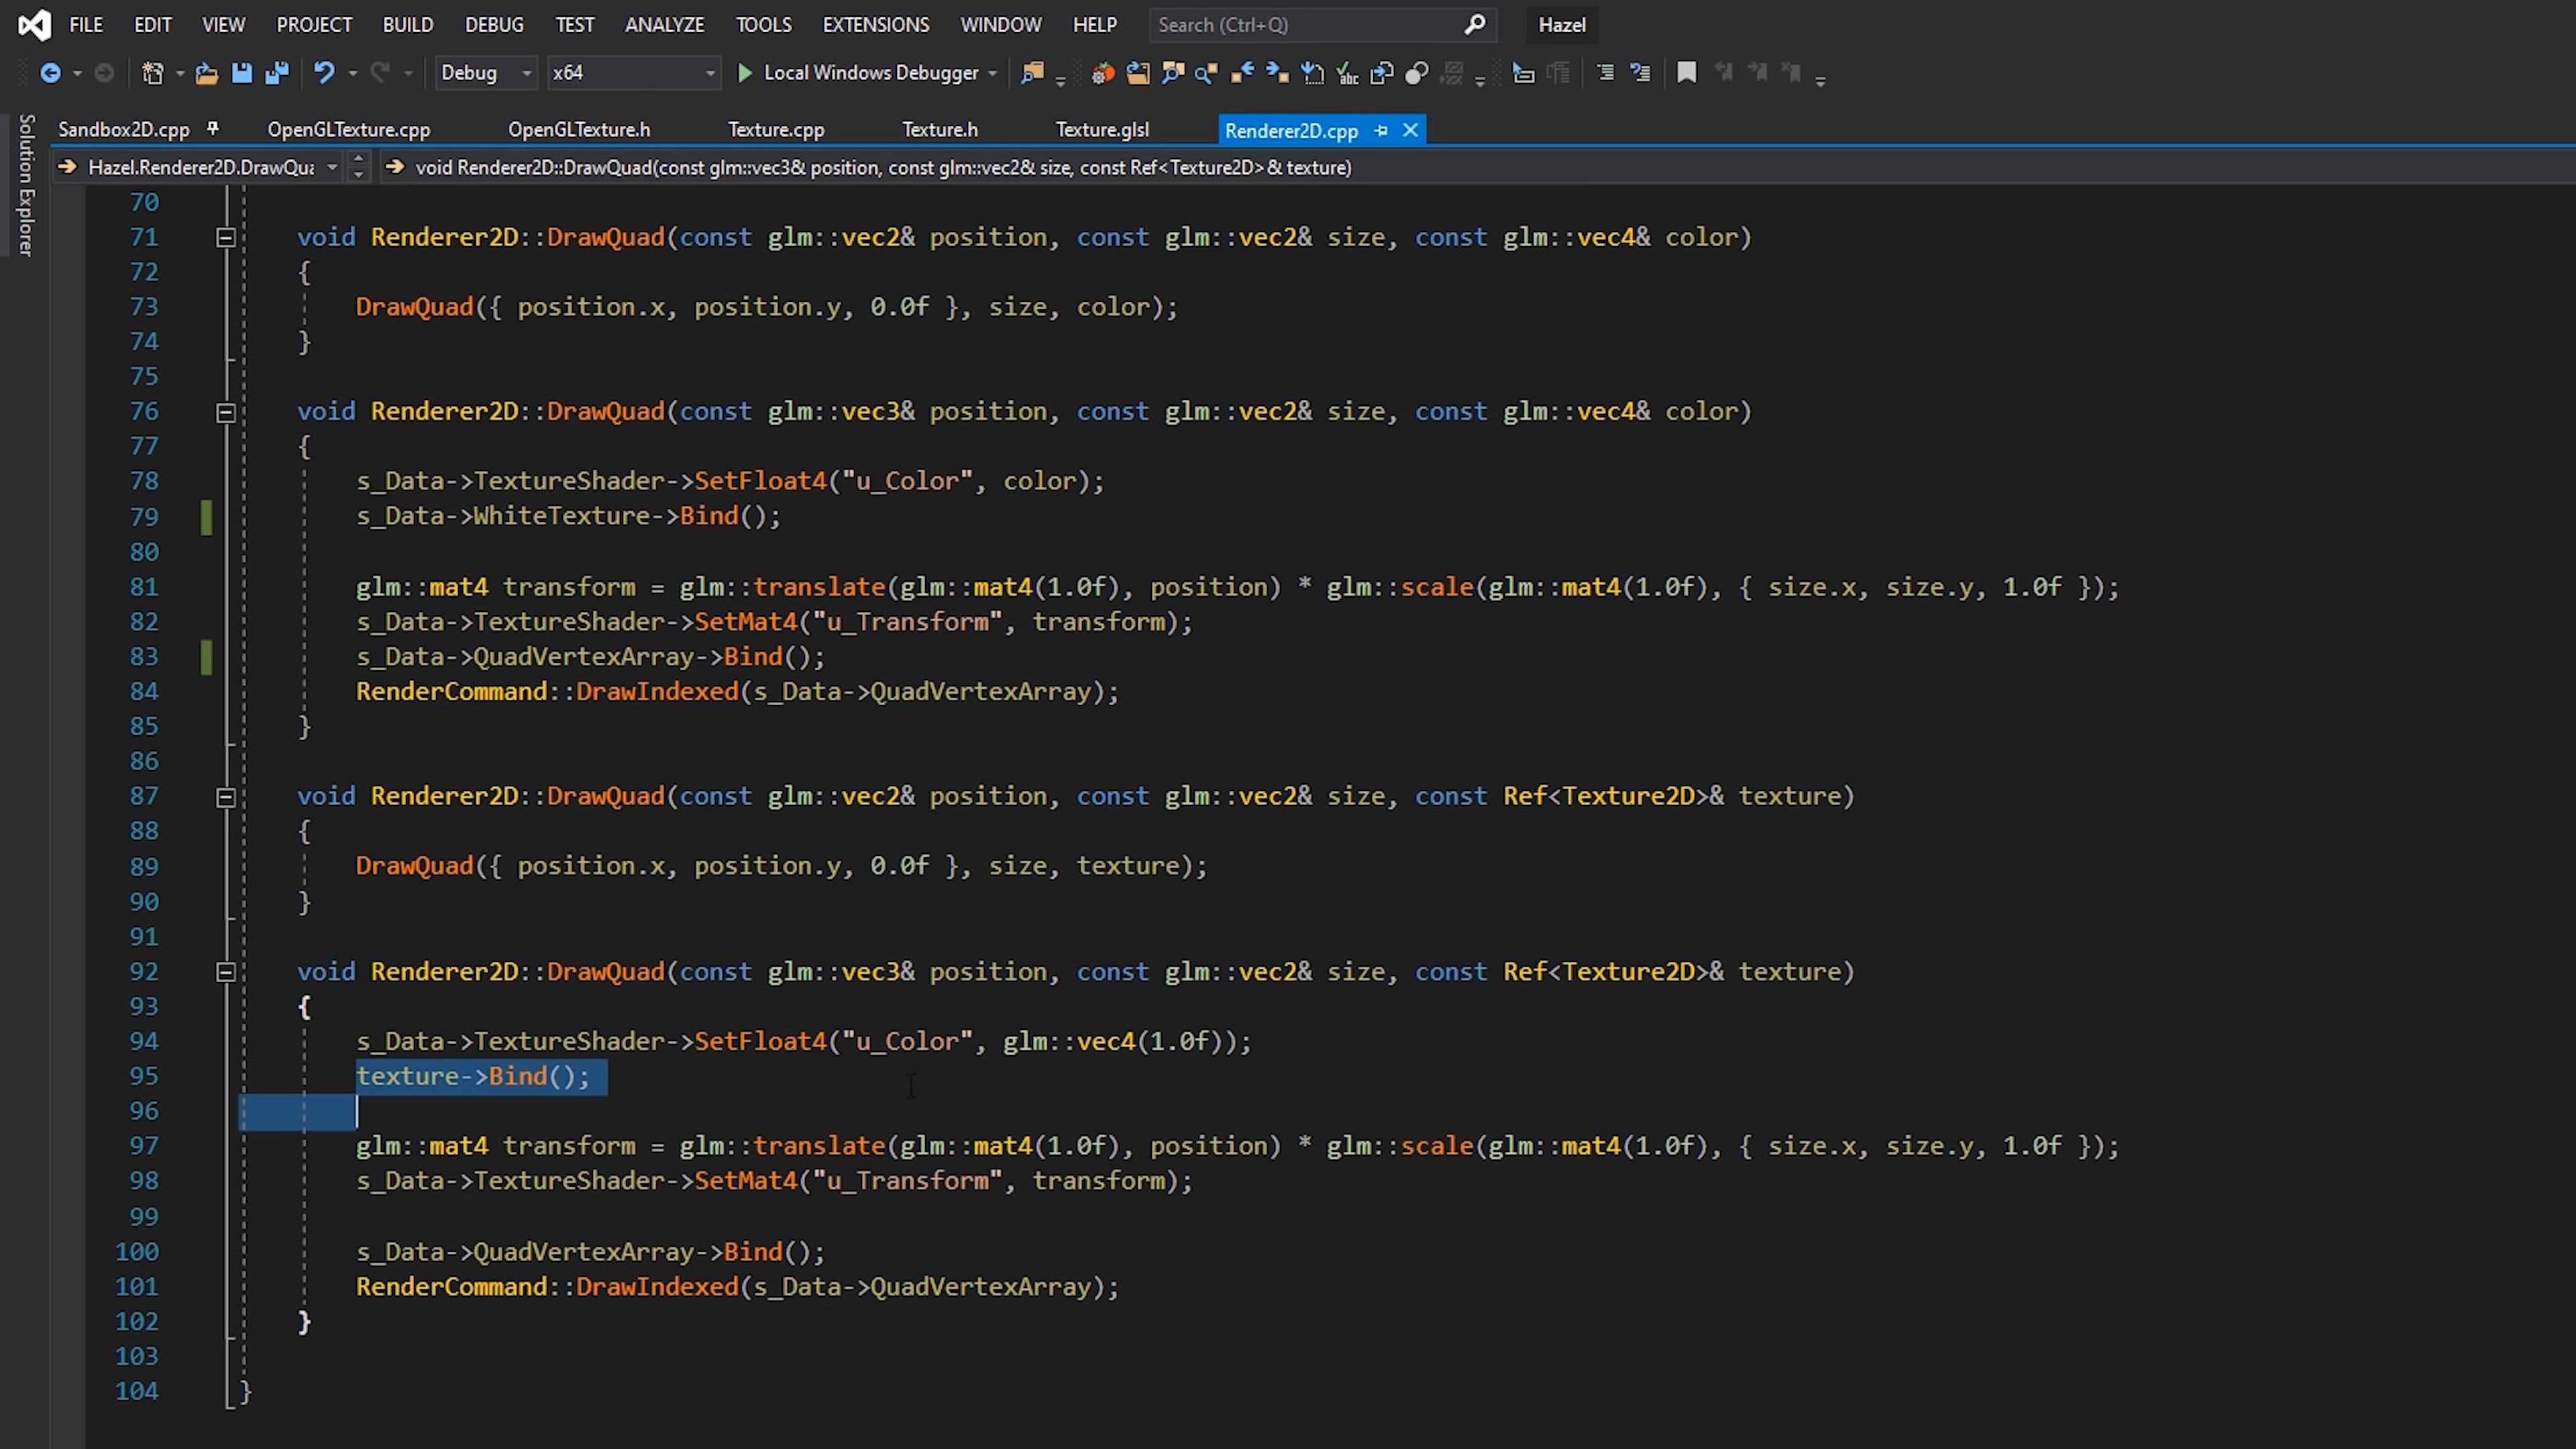 FILE EDIT VIEW PROJECT BUILD DEBUG TEST ANALYZE TOOLS EXTENSIONS WINDOW HELP Search (Ctrl+Q) Hazel
Debug x64 Local Windows Debugger
Solution Explorer
Sandbox2D.cpp OpenGLTexture.cpp OpenGLTexture.h Texture.cpp Texture.h Texture.glsl Renderer2D.cpp
Hazel.Renderer2D.DrawQua void Renderer2D::DrawQuad(const glm::vec3& position, const glm::vec2& size, const Ref<Texture2D>& texture)
70
71 void Renderer2D::DrawQuad(const glm::vec2& position, const glm::vec2& size, const glm::vec4& color)
72 {
73 DrawQuad({ position.x, position.y, 0.0f }, size, color);
74 }
75
76 void Renderer2D::DrawQuad(const glm::vec3& position, const glm::vec2& size, const glm::vec4& color)
77 {
78 s_Data->TextureShader->SetFloat4("u_Color", color);
79 s_Data->WhiteTexture->Bind();
80
81 glm::mat4 transform = glm::translate(glm::mat4(1.0f), position) * glm::scale(glm::mat4(1.0f), { size.x, size.y, 1.0f });
82 s_Data->TextureShader->SetMat4("u_Transform", transform);
83 s_Data->QuadVertexArray->Bind();
84 RenderCommand::DrawIndexed(s_Data->QuadVertexArray);
85 }
86
87 void Renderer2D::DrawQuad(const glm::vec2& position, const glm::vec2& size, const Ref<Texture2D>& texture)
88 {
89 DrawQuad({ position.x, position.y, 0.0f }, size, texture);
90 }
91
92 void Renderer2D::DrawQuad(const glm::vec3& position, const glm::vec2& size, const Ref<Texture2D>& texture)
93 {
94 s_Data->TextureShader->SetFloat4("u_Color", glm::vec4(1.0f));
95 texture->Bind();
96
97 glm::mat4 transform = glm::translate(glm::mat4(1.0f), position) * glm::scale(glm::mat4(1.0f), { size.x, size.y, 1.0f });
98 s_Data->TextureShader->SetMat4("u_Transform", transform);
99
100 s_Data->QuadVertexArray->Bind();
101 RenderCommand::DrawIndexed(s_Data->QuadVertexArray);
102 }
103
104 }